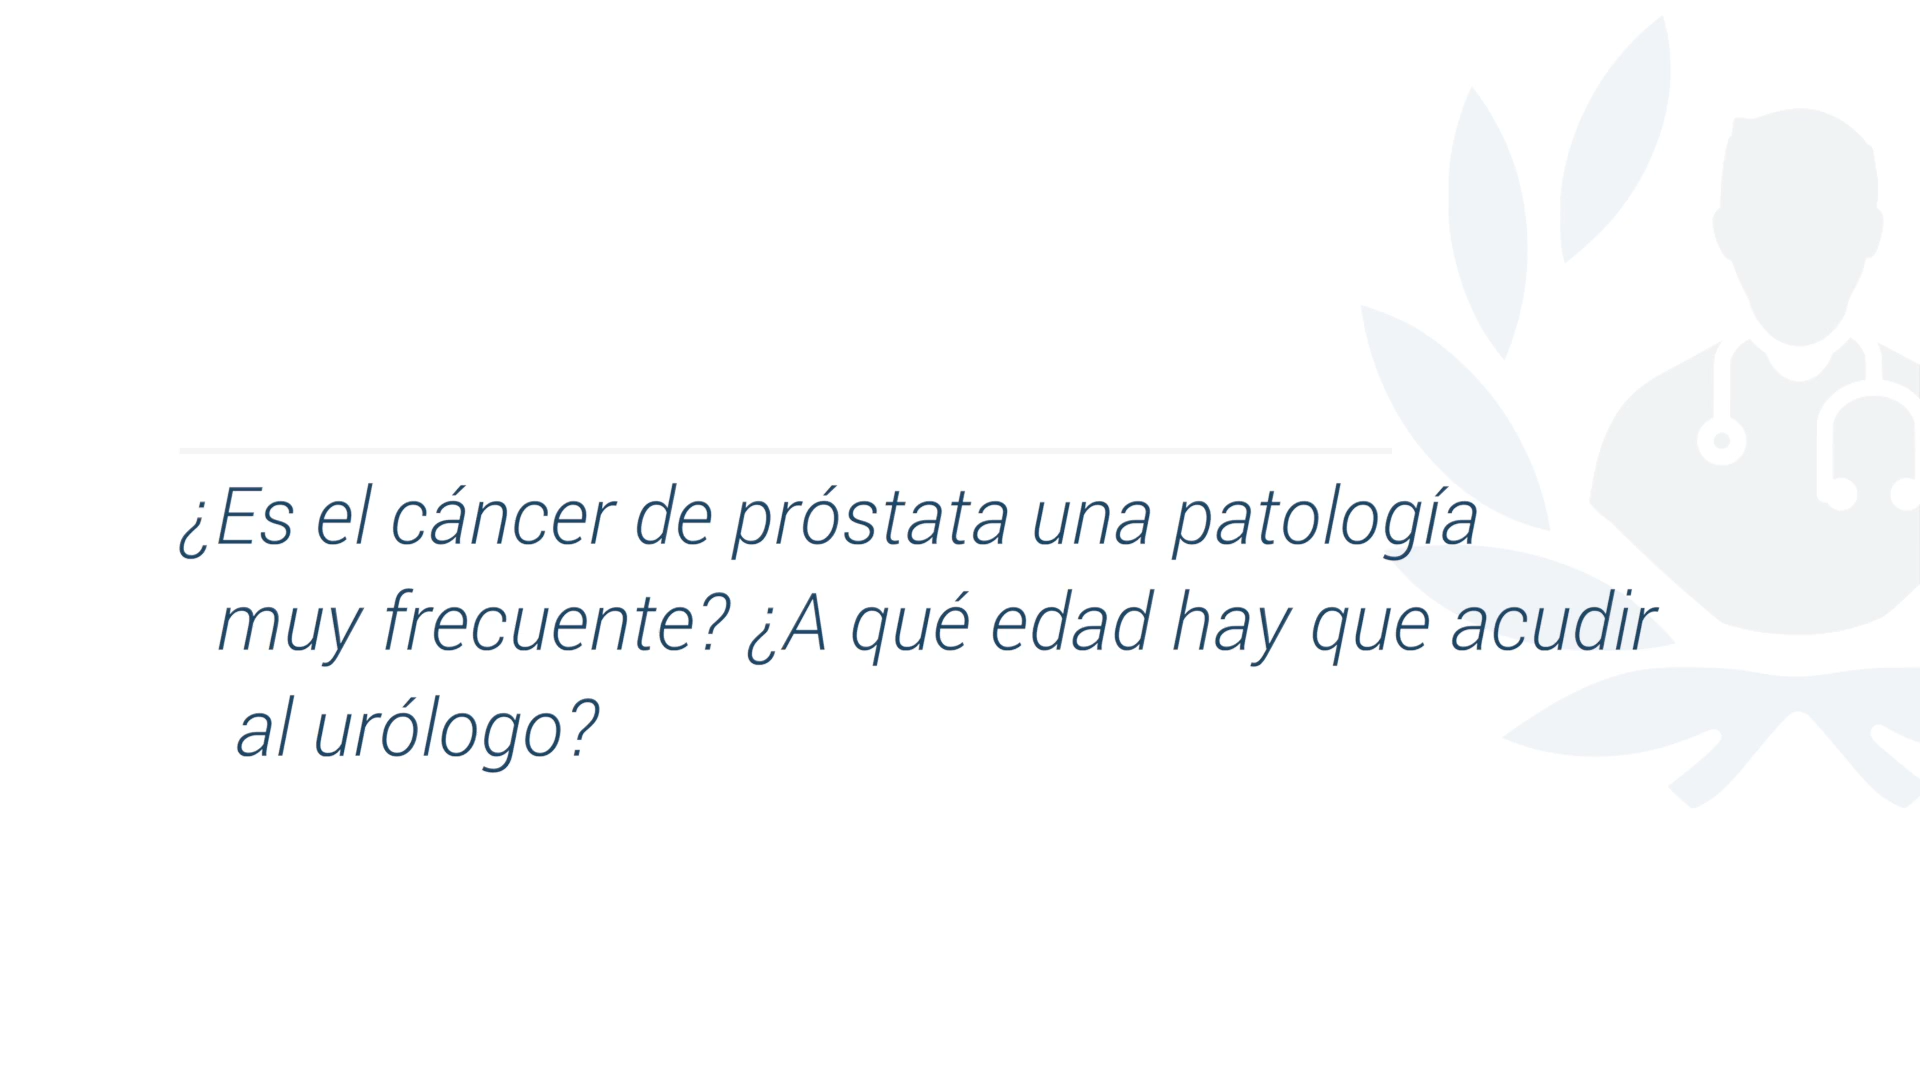 ¿Es el cáncer de próstata una patología
muy frecuente? ¿A qué edad hay que acudir
al urólogo?